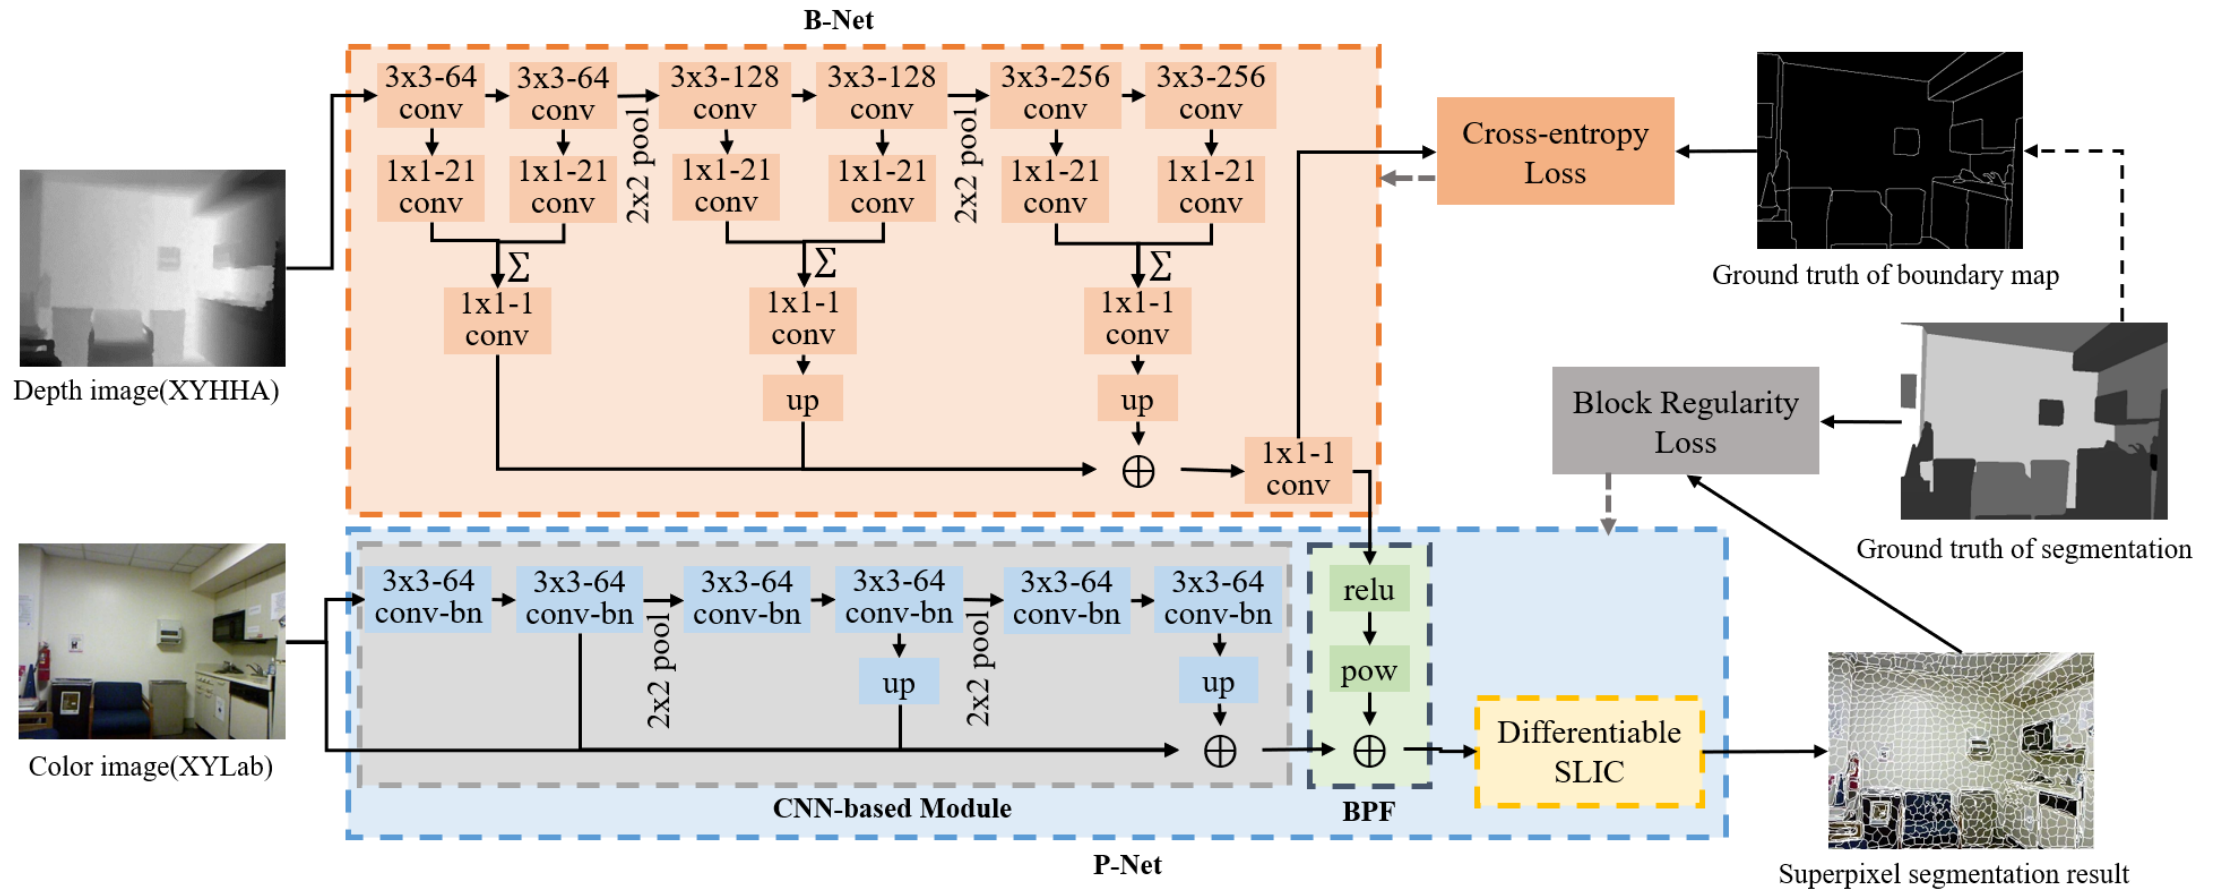 B-Net
3x3-64
conv
3x3-64
conv
3x3-128
conv
3x3-128
conv
3x3-256
conv
3x3-256
conv
2x2 pool
2x2 pool
1x1-21
conv
1x1-21
conv
1x1-21
conv
1x1-21
conv
1x1-21
conv
1x1-21
conv
Σ
Σ
Σ
1x1-1
conv
1x1-1
conv
1x1-1
conv
up
up
1x1-1
conv
Cross-entropy
Loss
Ground truth of boundary map
Depth image(XYHHA)
Block Regularity
Loss
Ground truth of segmentation
3x3-64
conv-bn
3x3-64
conv-bn
3x3-64
conv-bn
3x3-64
conv-bn
3x3-64
conv-bn
3x3-64
conv-bn
2x2 pool
2x2 pool
up
up
relu
pow
Differentiable
SLIC
Color image(XYLab)
CNN-based Module
BPF
P-Net
Superpixel segmentation result